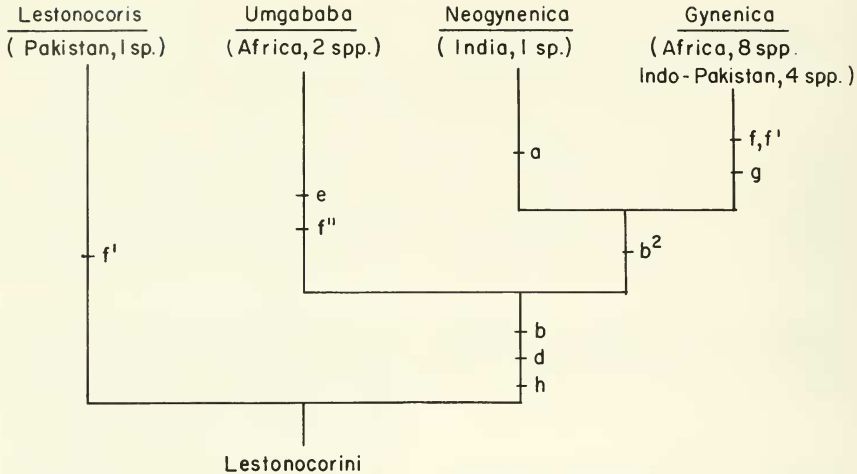 Lestonocoris
( Pakistan, 1 sp.)
Umgababa
(Africa, 2 spp.)
Neogynenica
( India, 1 sp.)
Gynenica
(Africa, 8 spp.
Indo-Pakistan, 4 spp.)
f, f'
a
g
e
f"
f'
b²
b
d
h
Lestonocorini